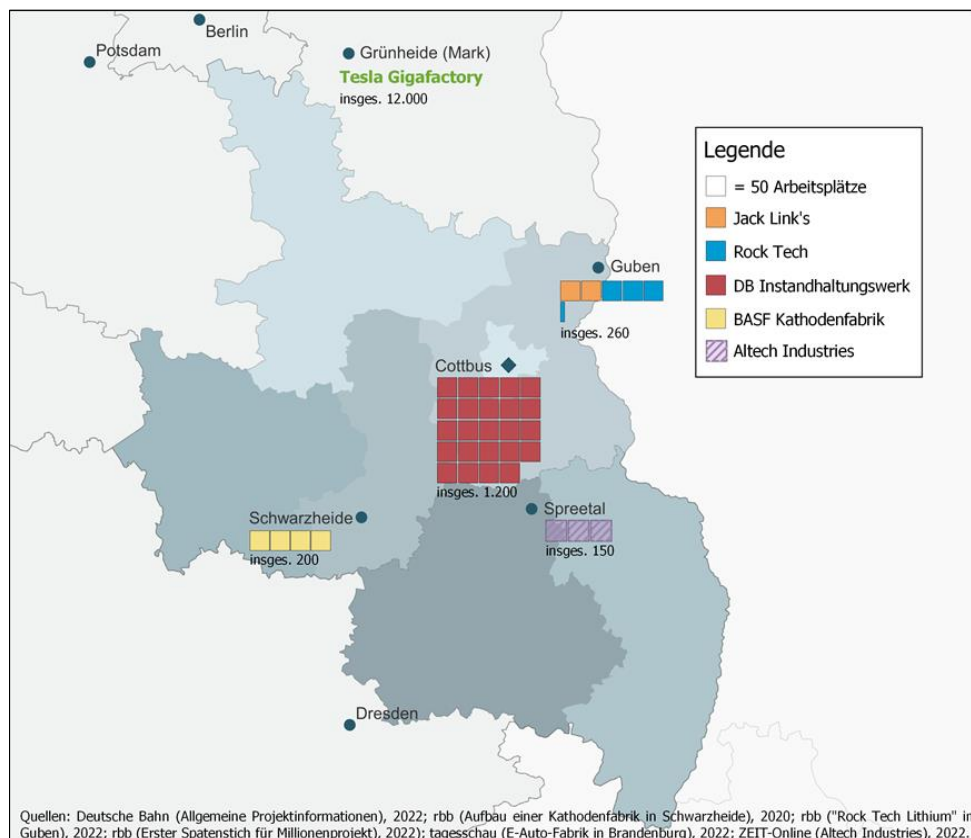 Berlin
Potsdam
Grünheide (Mark)
Tesla Gigafactory
insges. 12.000
Legende
= 50 Arbeitsplätze
Jack Link's
Rock Tech
DB Instandhaltungswerk
BASF Kathodenfabrik
Altech Industries
Guben
insges. 260
Cottbus
insges. 1.200
Schwarzheide
insges. 200
Spreetal
insges. 150
Dresden
Quellen: Deutsche Bahn (Allgemeine Projektinformationen), 2022; rbb (Aufbau einer Kathodenfabrik in Schwarzheide), 2020; rbb ("Rock Tech Lithium" in
Guben), 2022; rbb (Erster Spatenstich für Millionenprojekt), 2022); tagesschau (E-Auto-Fabrik in Brandenburg), 2022; ZEIT-Online (Altech Industries), 2020